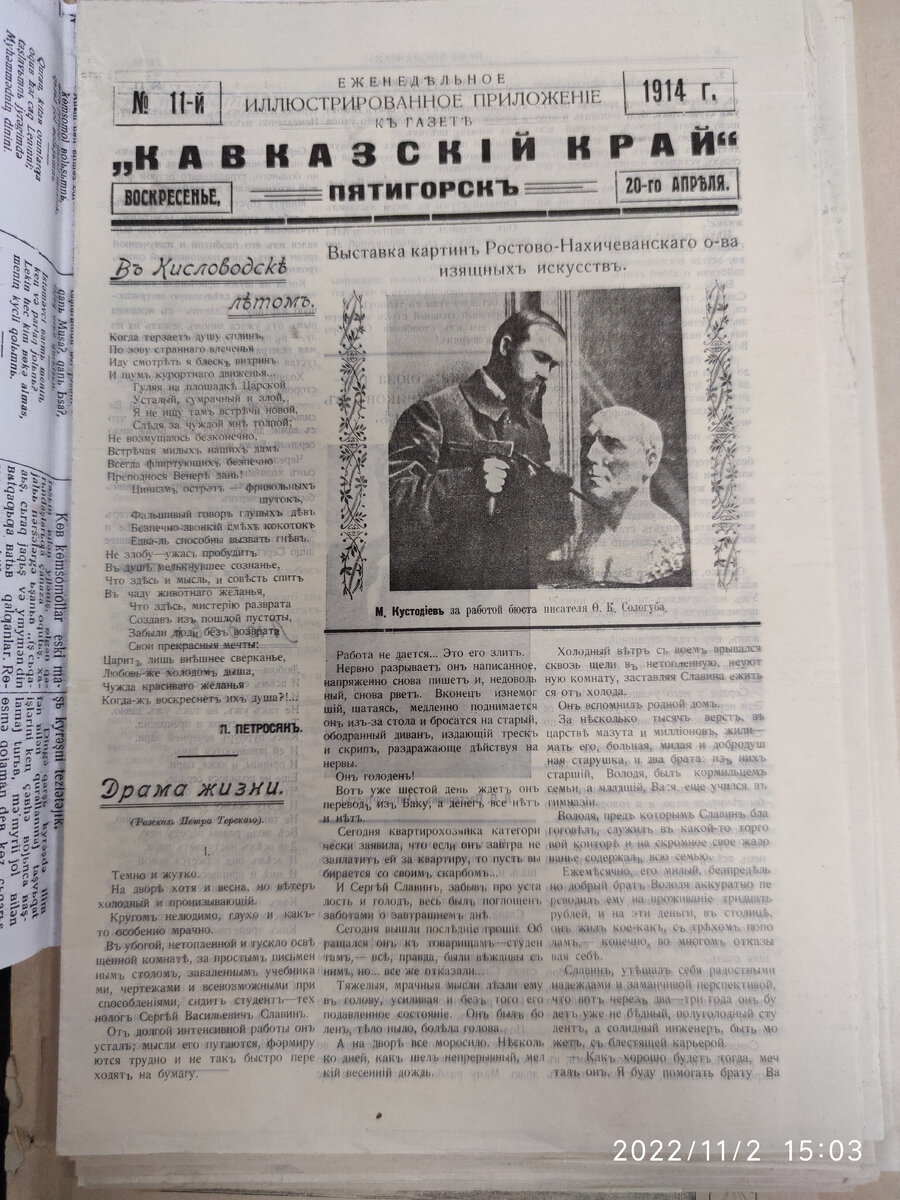 № 11-й
ЕЖЕНЕДѢЛЬНОЕ
ИЛЛЮСТРИРОВАННОЕ ПРИЛОЖЕНІЕ
КЪ ГАЗЕТѢ
1914 г.
„КАВКАЗСКІЙ КРАЙ“
ВОСКРЕСЕНЬЕ,
ПЯТИГОРСКЪ
20-го АПРѢЛЯ.
Въ Кисловодскѣ
лѣтомъ.
Когда терзаетъ душу сплинъ,
По зову страннаго влеченья
Иду смотрѣть я блескъ витринъ
И шумъ курортнаго движенья...
Гуляя на площадкѣ Царской
Усталый, сумрачный и злой,
Я не ищу тамъ встрѣчи новой,
Слѣдя за чуждой мнѣ толпой;
Не возмущаюсь безконечно,
Встрѣчая милыхъ нашихъ дамъ
Всегда флиртующихъ безпечно
Преподнося Венерѣ дань!
Цинизмъ, остротъ — фривольныхъ
шутокъ,
Фальшивый говоръ глупыхъ дѣвъ
Безпечно-звонкій смѣхъ кокотокъ
Едва-ль способны вызвать гнѣвъ.
Не злобу—ужасъ пробудитъ
Въ душѣ мелькнувшее сознанье,
Что здѣсь и мысль, и совѣсть спитъ
Въ чаду животнаго желанья,
Что здѣсь, мистерію разврата
Создавъ изъ пошлой пустоты,
Забыли люди безъ возврата
Свои прекрасныя мечты;
Царитъ лишь внѣшнее сверканье,
Любовь-же холодомъ дыша,
Чужда красиваго желанья
Когда-жъ воскреснетъ ихъ душа?!...
П. ПЕТРОСЯНЪ.
Драма жизни.
(Разсказъ Петра Терекаго).
I.
Темно и жутко.
На дворѣ хотя и весна, но вѣтеръ
холодный и пронизывающій.
Кругомъ нелюдимо, глухо и какъ-
то особенно мрачно.
Въ убогой, нетопленной и тускло освѣ
щенной комнатѣ, за простымъ письмен
нымъ столомъ, заваленнымъ учебника
ми, чертежами и всевозможными при
способленіями, сидитъ студентъ—тех
нологъ Сергѣй Васильевичъ Славинъ.
Отъ долгой интенсивной работы онъ
усталъ; мысли его путаются, формиру
ются трудно и не такъ быстро пере
ходятъ на бумагу.
Выставка картинъ Ростово-Нахичеванскаго о-ва
изящныхъ искусствъ.
М. Кустодіевъ за работой бюста писателя Ѳ. К. Сологуба.
Работа не дается... Это его злитъ.
Нервно разрываетъ онъ написанное,
напряженно снова пишетъ и, недоволь
ный, снова рветъ. Вконецъ изнемог
шій, шатаясь, медленно поднимается
онъ изъ-за стола и бросатся на старый,
ободранный диванъ, издающій трескъ
и скрипъ, раздражающе дѣйствуя на
нервы.
Онъ голоденъ!
Вотъ уже шестой день ждетъ онъ
переводъ изъ Баку, а денегъ все нѣтъ
и нѣтъ.
Сегодня квартирохозяйка категори
чески заявила, что если онъ завтра не
заплатитъ ей за квартиру, то пусть вы
бирается со своимъ скарбомъ...
И Сергѣй Славинъ, забывъ про уста
лость и голодъ, весь былъ поглощенъ
заботами о завтрашнемъ днѣ.
Сегодня вышли послѣдніе гроши. Об
ращался онъ къ товарищамъ—студен
тамъ,— всѣ, правда, были вѣжливы съ
нимъ, но... все же отказали...
Тяжелыя, мрачныя мысли лѣзли ему
въ голову, усиливая и безъ того его
подавленное состояніе. Онъ былъ бо
ленъ, тѣло ныло, болѣла голова.
А на дворѣ все моросило. Нѣсколь
ко дней, какъ шелъ непрерывный, мел
кій весенній дождь.
Холодный вѣтръ съ воемъ врывался
сквозь щели въ нетопленную, неуют
ную комнату, заставляя Славина ежить
ся отъ холода.
Онъ вспомнилъ родной домъ.
За нѣсколько тысячъ верстъ, въ
царствѣ мазута и милліоновъ, жили—
мать его, больная, милая и добродуш
ная старушка, и два брата: изъ нихъ
старшій, Володя, былъ кормильцемъ
семьи, а младшій, Вася еще учился въ
гимназіи.
Володя, предъ которымъ Славинъ бла
гоговѣлъ, служилъ въ какой-то торго
вой конторѣ и на скромное свое жало
ванье содержалъ всю семью.
Ежемѣсячно, его милый, безпредѣль
но добрый братъ Володя аккуратно пе
реводилъ ему на проживаніе тридцать
рублей, и на эти деньги, въ столицѣ,
онъ жилъ кое-какъ, съ грѣхомъ попо
ламъ,— конечно, во многомъ отказы
вая себѣ.
Славинъ, утѣшалъ себя радостными
надеждами и заманчивой перспективой,
что вотъ черезъ два—три года онъ бу
детъ уже не бѣдный, полуголодный сту
дентъ, а солидный инженеръ, быть мо
жетъ, съ блестящей карьерой.
Какъ хорошо будетъ тогда, меч
талъ онъ. Я буду помогать брату Ва
2022/11/2 15:03